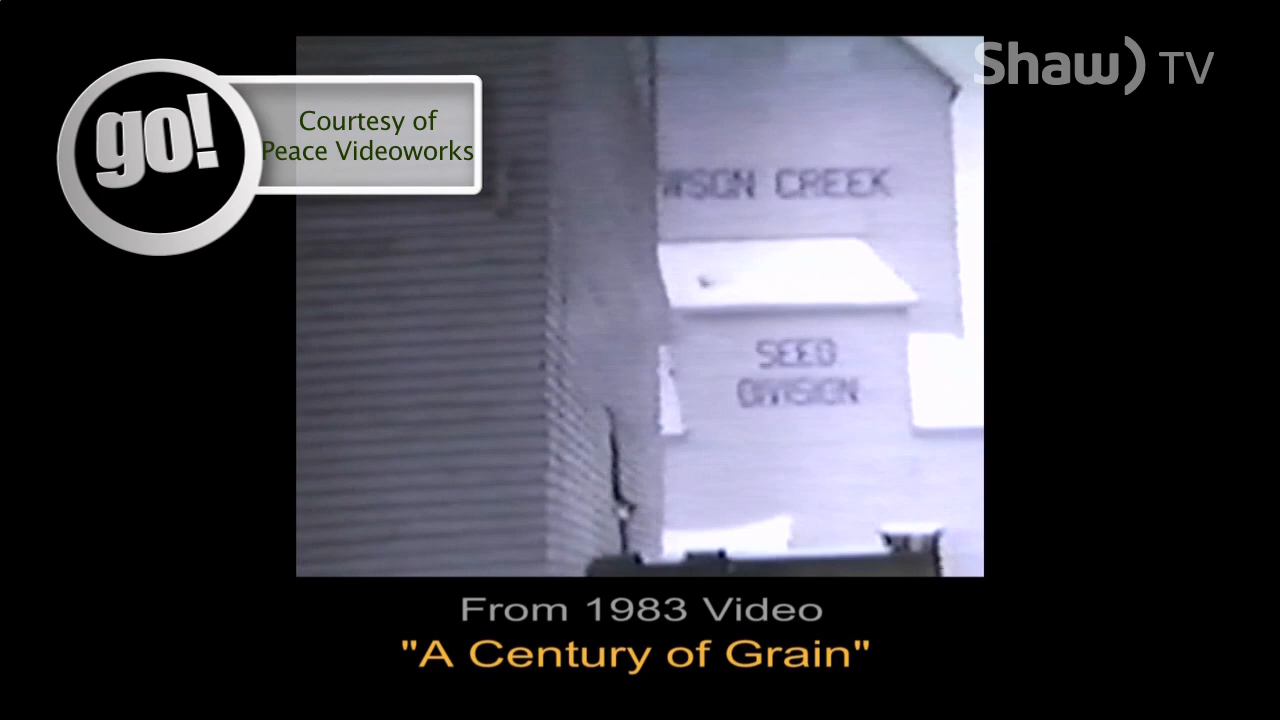 Shaw) TV
go!
Courtesy of
Peace Videoworks
WSON CREEK
SEED
DIVISION
From 1983 Video
"A Century of Grain"